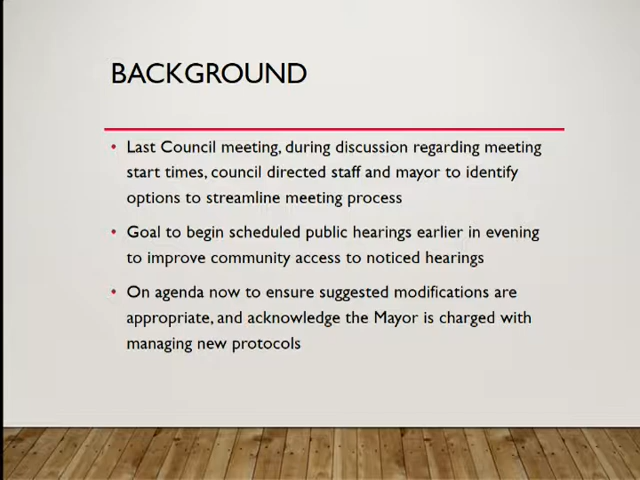 BACKGROUND
• Last Council meeting, during discussion regarding meeting
start times, council directed staff and mayor to identify
options to streamline meeting process
• Goal to begin scheduled public hearings earlier in evening
to improve community access to noticed hearings
• On agenda now to ensure suggested modifications are
appropriate, and acknowledge the Mayor is charged with
managing new protocols